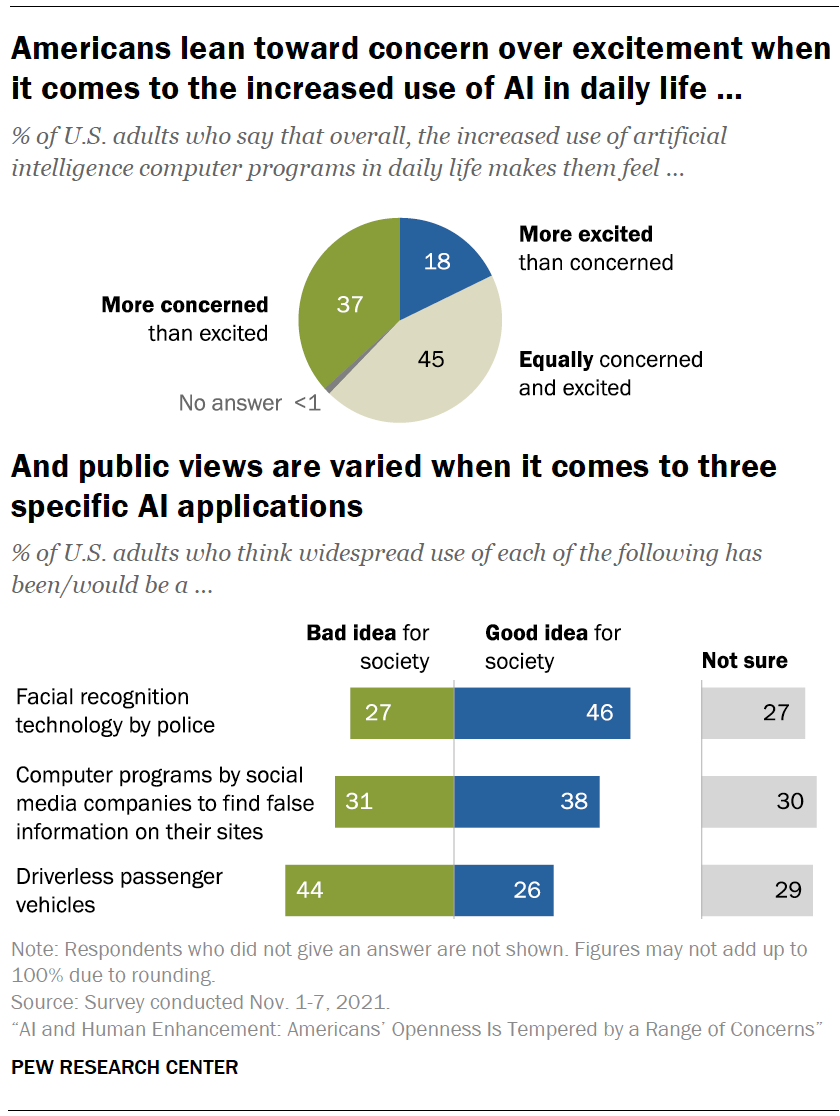 Americans lean toward concern over excitement when
it comes to the increased use of AI in daily life ...
% of U.S. adults who say that overall, the increased use of artificial
intelligence computer programs in daily life makes them feel ...
More excited
than concerned
18
More concerned
than excited
37
Equally concerned
and excited
45
No answer <1
And public views are varied when it comes to three
specific AI applications
% of U.S. adults who think widespread use of each of the following has
been/would be a ...
Bad idea for
society
Good idea for
society
Not sure
Facial recognition
technology by police
27
46
27
Computer programs by social
media companies to find false
information on their sites
31
38
30
Driverless passenger
vehicles
44
26
29
Note: Respondents who did not give an answer are not shown. Figures may not add up to
100% due to rounding.
Source: Survey conducted Nov. 1-7, 2021.
“AI and Human Enhancement: Americans’ Openness Is Tempered by a Range of Concerns”
PEW RESEARCH CENTER